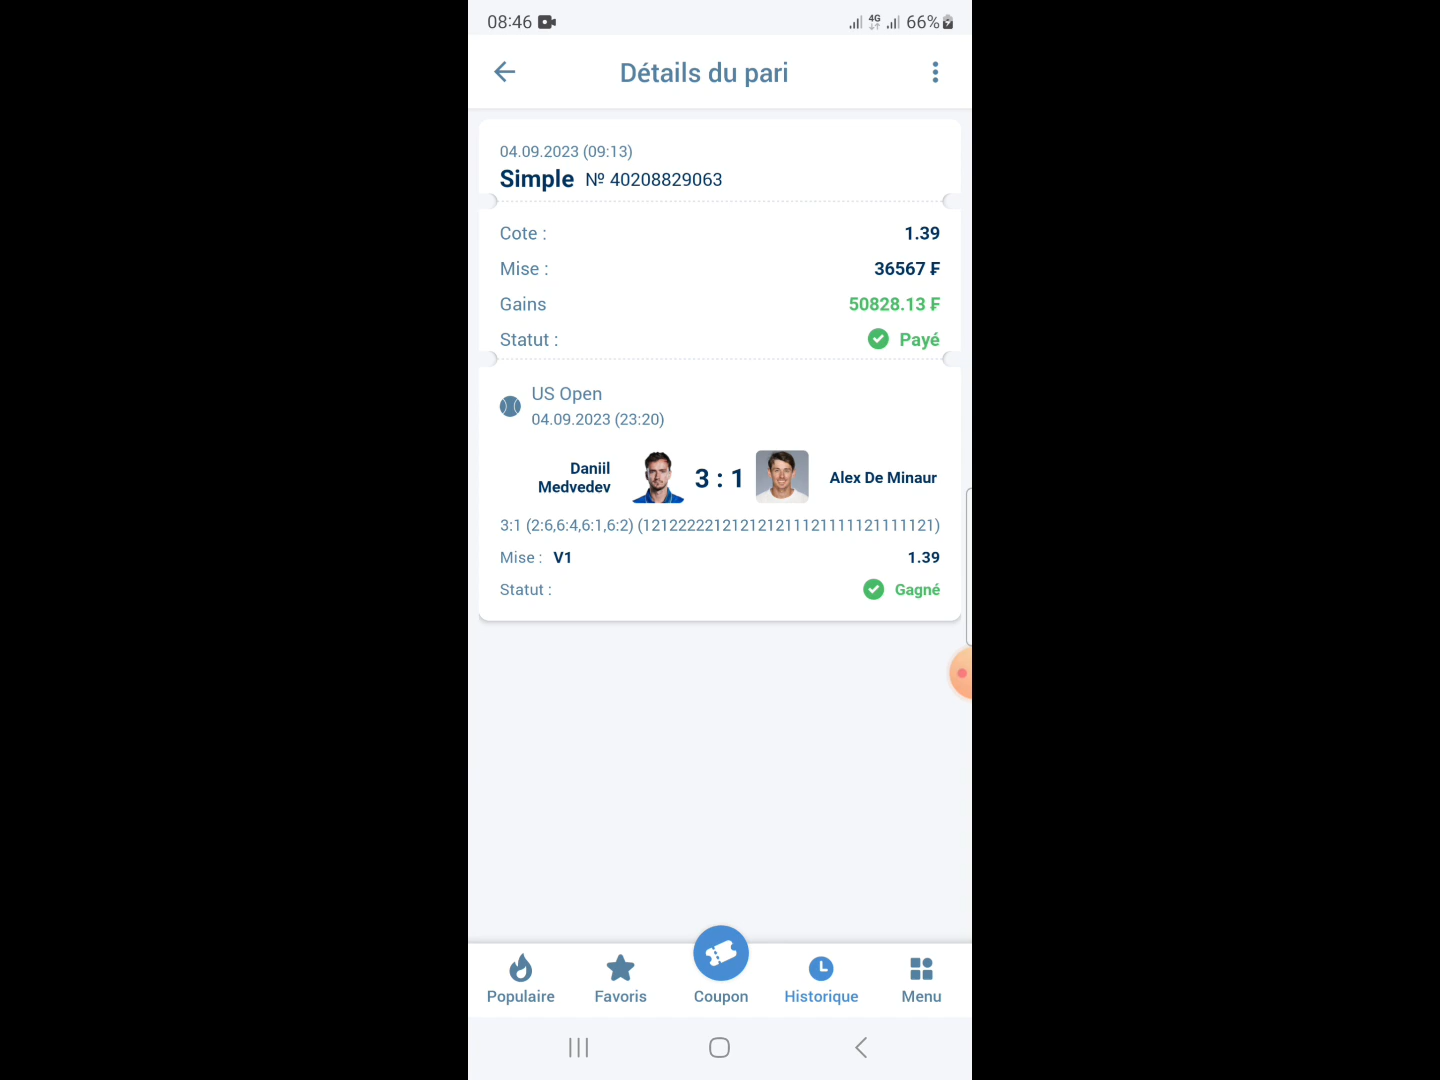 08:46
4G
66%
Détails du pari
04.09.2023 (09:13)
Simple № 40208829063
Cote : 1.39
Mise : 36567 ₣
Gains 50828.13 ₣
Statut : Payé
US Open
04.09.2023 (23:20)
Daniil
Medvedev
3 : 1
Alex De Minaur
3:1 (2:6,6:4,6:1,6:2) (121222221212121211121111121111121)
Mise : V1 1.39
Statut : Gagné
Populaire Favoris Coupon Historique Menu